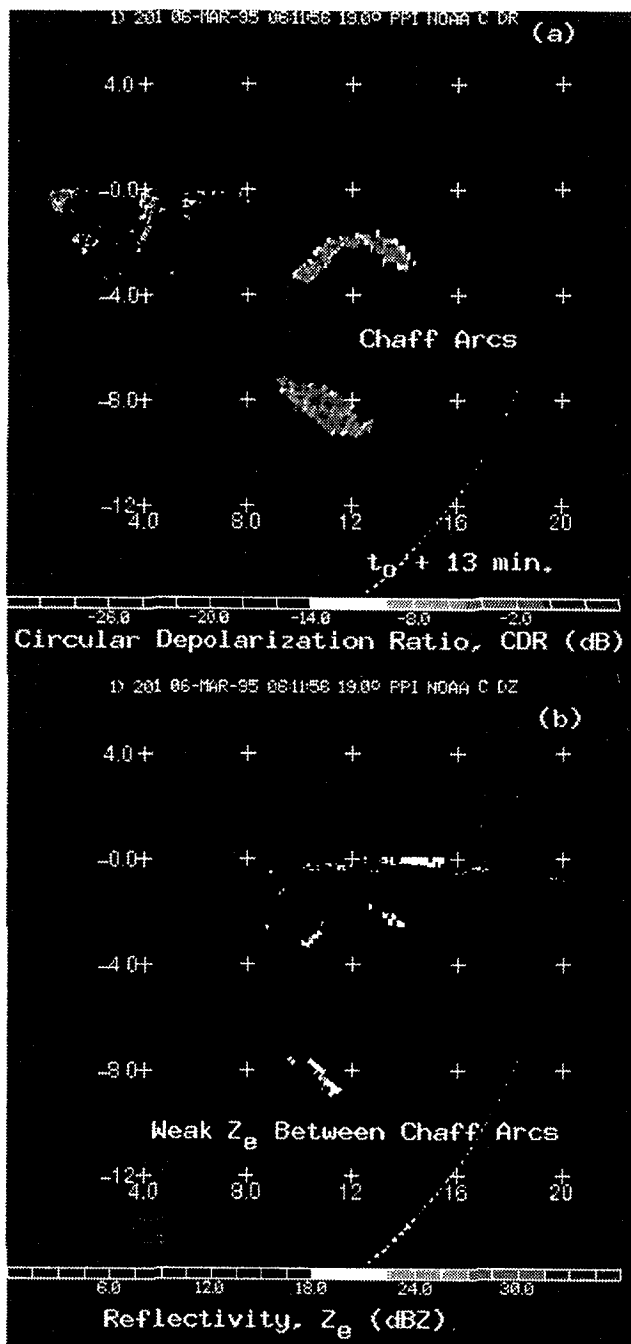 1) 201 06-MAR-95 06:11:56 19.0° PPI NOAA C DR
(a)
4.0
-0.0
-4.0
Chaff Arcs
-8.0
-12
4.0 8.0 12 16 20
t₀ + 13 min.
-26.0 -20.0 -14.0 -8.0 -2.0
Circular Depolarization Ratio, CDR (dB)
1) 201 06-MAR-95 06:11:56 19.0° PPI NOAA C DZ
(b)
4.0
-0.0
-4.0
-8.0
Weak Zₑ Between Chaff Arcs
-12
4.0 8.0 12 16 20
6.0 12.0 18.0 24.0 30.0
Reflectivity, Zₑ (dBZ)